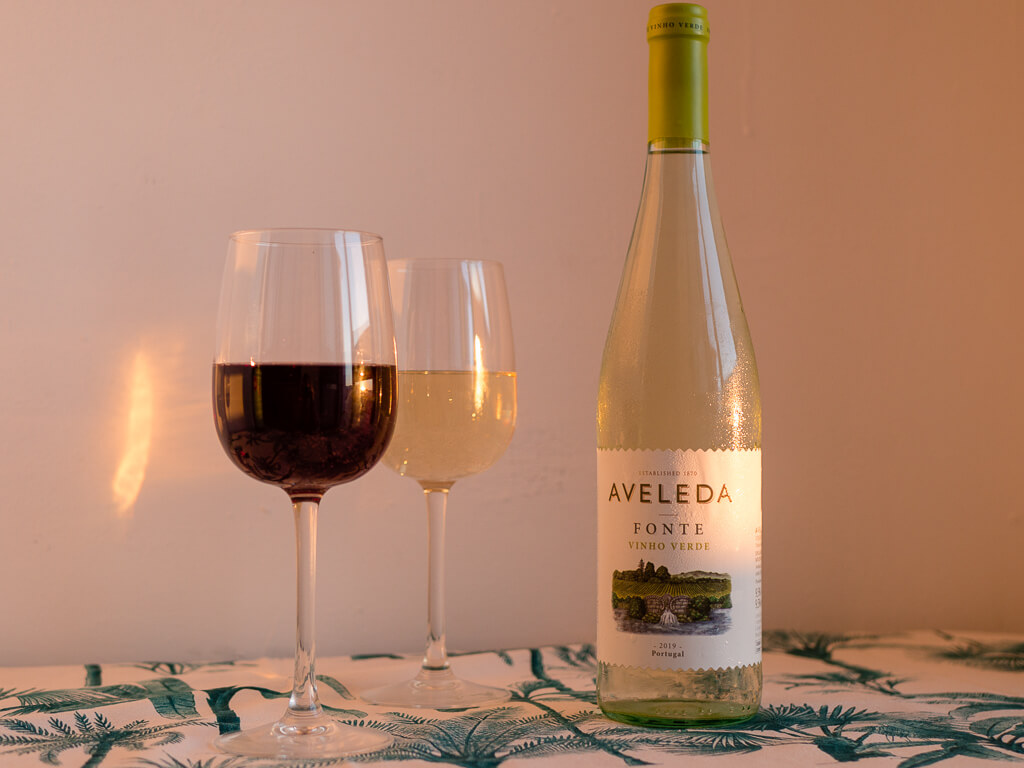 VINHO VERDE
ESTABLISHED 1870
AVELEDA
FONTE
VINHO VERDE
- 2019 -
Portugal